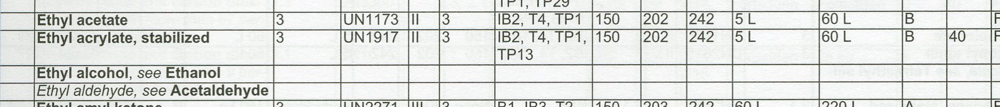 TP1, TP29
Ethyl acetate 3 UN1173 II 3 IB2, T4, TP1 150 202 242 5 L 60 L B
Ethyl acrylate, stabilized 3 UN1917 II 3 IB2, T4, TP1, 150 202 242 5 L 60 L B 40
TP13
Ethyl alcohol, see Ethanol
Ethyl aldehyde, see Acetaldehyde
Ethyl amyl ketone 3 UN2271 III 3 B1, IB3, T2 150 203 242 60 L 220 L A